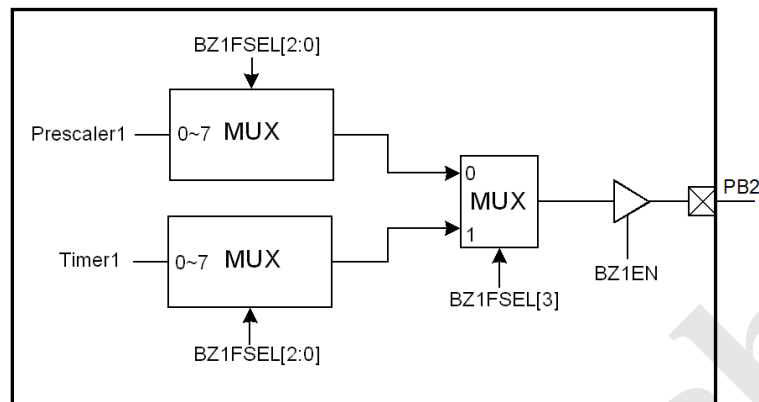 BZ1FSEL[2:0]
Prescaler1 0~7 MUX
0
MUX
1
PB2
Timer1 0~7 MUX
BZ1EN
BZ1FSEL[3]
BZ1FSEL[2:0]